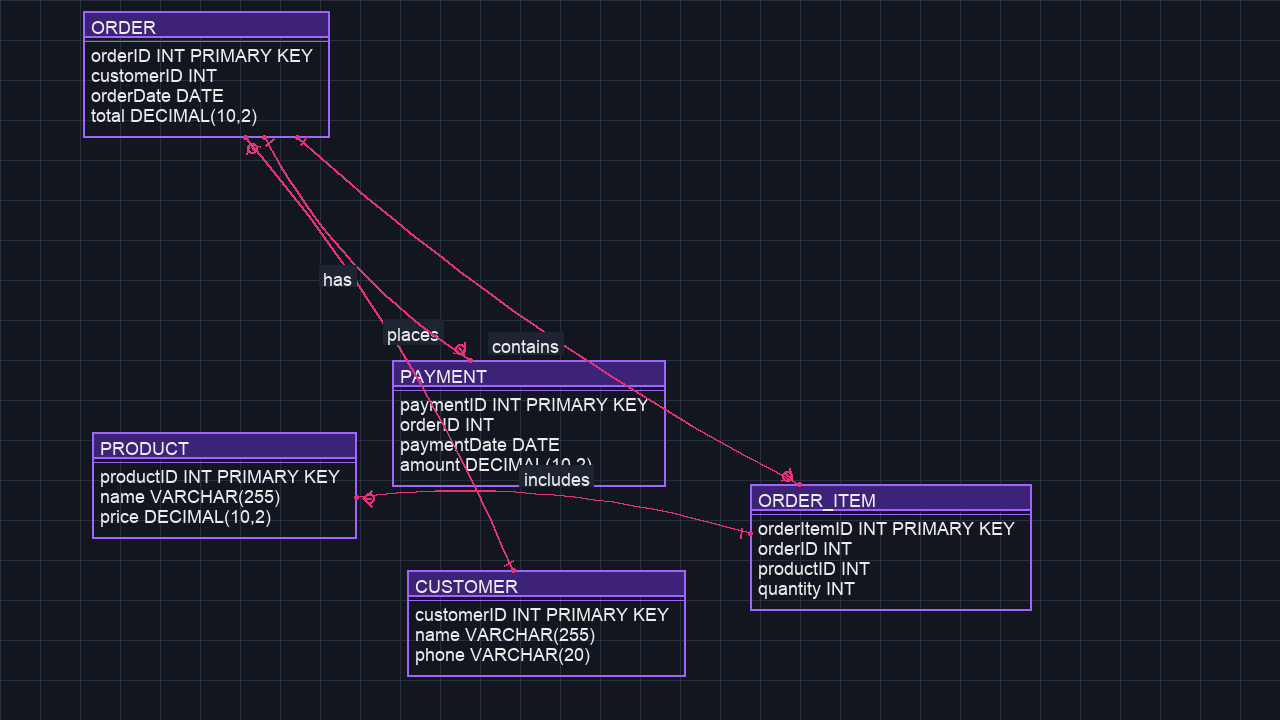 ORDER
orderID INT PRIMARY KEY
customerID INT
orderDate DATE
total DECIMAL(10,2)
has
places
contains
PAYMENT
paymentID INT PRIMARY KEY
orderID INT
paymentDate DATE
amount DECIMAL(10,2)
includes
PRODUCT
productID INT PRIMARY KEY
name VARCHAR(255)
price DECIMAL(10,2)
ORDER_ITEM
orderItemID INT PRIMARY KEY
orderID INT
productID INT
quantity INT
CUSTOMER
customerID INT PRIMARY KEY
name VARCHAR(255)
phone VARCHAR(20)